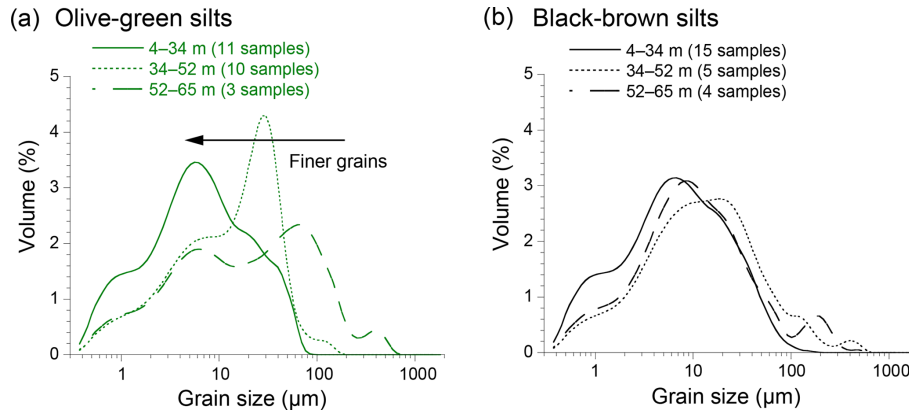 (a) Olive-green silts
4–34 m (11 samples)
34–52 m (10 samples)
52–65 m (3 samples)
5
4
3
2
1
0
Volume (%)
Finer grains
1
10
100
1000
Grain size (μm)
(b) Black-brown silts
4–34 m (15 samples)
34–52 m (5 samples)
52–65 m (4 samples)
5
4
3
2
1
0
Volume (%)
1
10
100
1000
Grain size (μm)